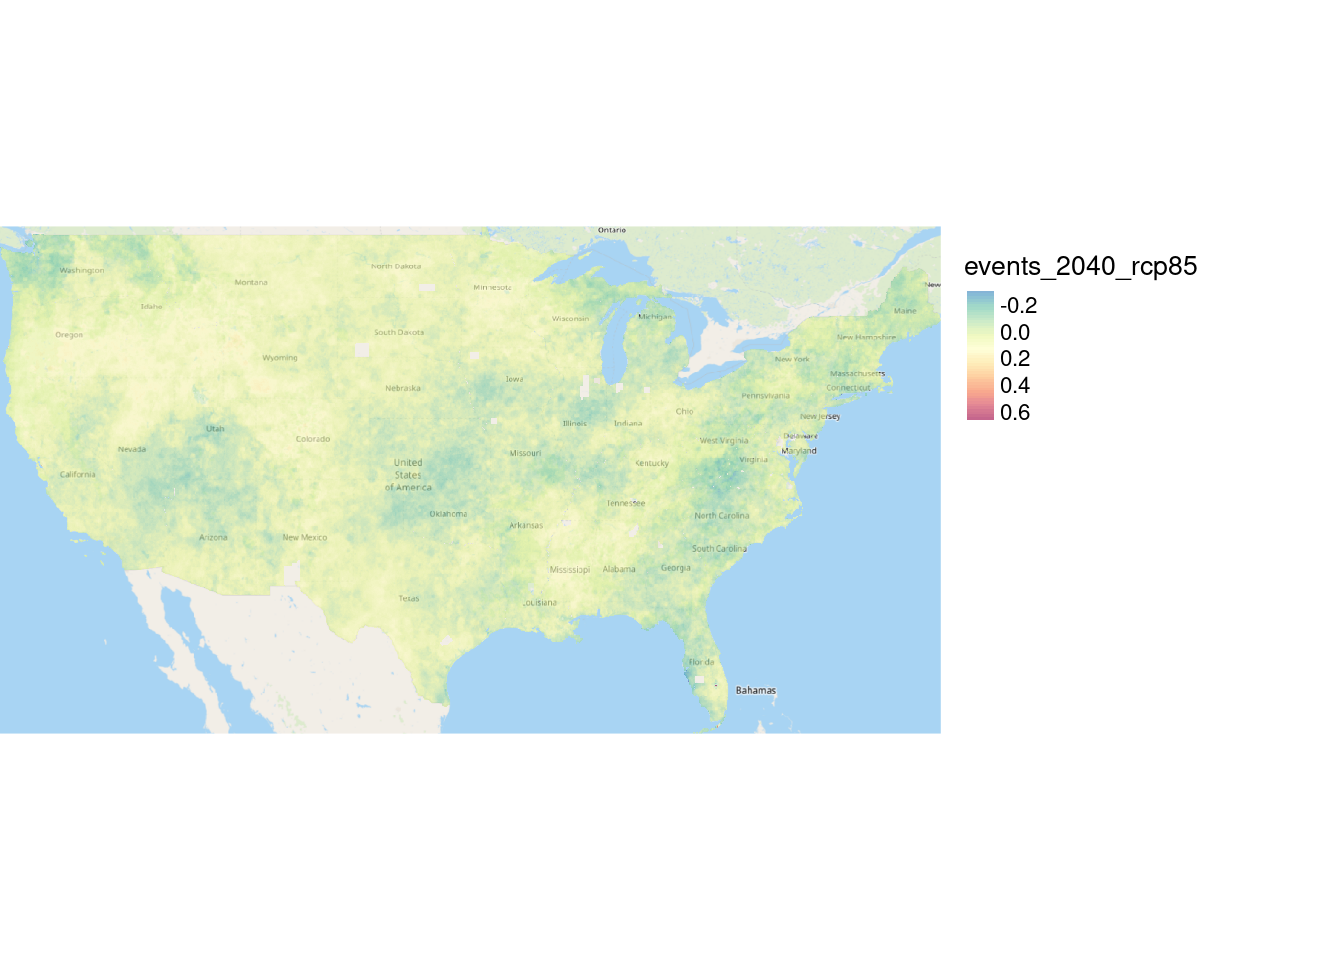 Ontario
Washington
North Dakota
Montana
Minnesota
New
Idaho
Maine
Michigan
Wisconsin
Oregon
South Dakota
New Hampshire
Wyoming
New York
Massachusetts
Iowa
Nebraska
Connecticut
Pennsylvania
Ohio
New Jersey
Illinois
Indiana
Utah
Colorado
Delaware
West Virginia
Nevada
Maryland
Missouri
Virginia
United
States
of America
Kentucky
California
Tennessee
Oklahoma
North Carolina
Arkansas
Arizona
New Mexico
South Carolina
Mississippi
Alabama
Georgia
Texas
Louisiana
Florida
Bahamas
events_2040_rcp85
-0.2
0.0
0.2
0.4
0.6